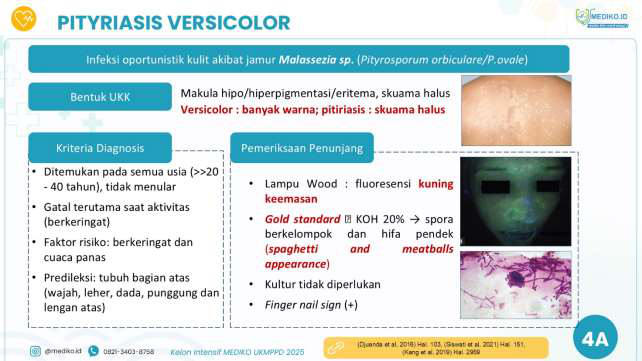 PITYRIASIS VERSICOLOR
MEDIKO.ID
Infeksi oportunistik kulit akibat jamur Malassezia sp. (Pityrosporum orbiculare/P.ovale)
Bentuk UKK
Makula hipo/hiperpigmentasi/eritema, skuama halus
Versicolor : banyak warna; pitiriasis : skuama halus
Kriteria Diagnosis
• Ditemukan pada semua usia (>>20
- 40 tahun), tidak menular
• Gatal terutama saat aktivitas
(berkeringat)
• Faktor risiko: berkeringat dan
cuaca panas
• Predileksi: tubuh bagian atas
(wajah, leher, dada, punggung dan
lengan atas)
Pemeriksaan Penunjang
• Lampu Wood : fluoresensi kuning
keemasan
• Gold standard KOH 20% → spora
berkelompok dan hifa pendek
(spaghetti and meatballs
appearance)
• Kultur tidak diperlukan
• Finger nail sign (+)
@mediko.id
0821-3403-8758
Kelan Intensif MEDIKO UKMPPD 2025
(Djuanda et al. 2016) Hal. 103, (Siswati et al. 2021) Hal. 151,
(Kang et al. 2019) Hal. 2959
4A